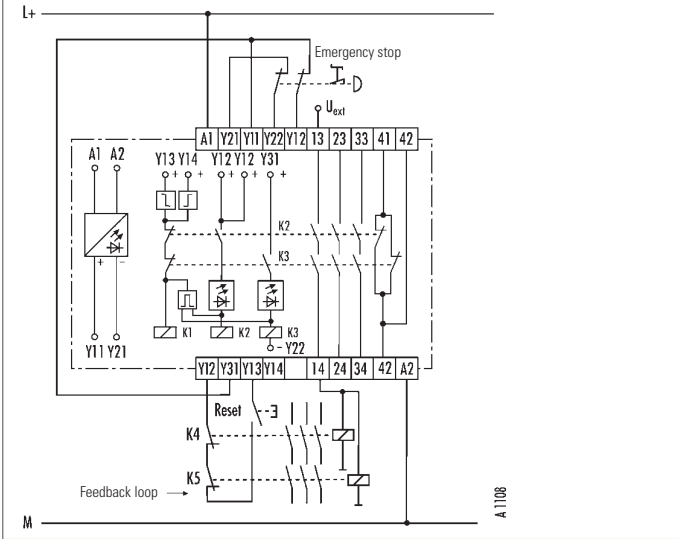 L+
Emergency stop
Uext
A1 Y21 Y11 Y22 Y12 13 23 33 41 42
A1 A2 Y13 Y14 Y12 Y12 Y31
+ + + + +
K2
K3
+ –
K1 K2 K3
Y11 Y21 – Y22
Y12 Y31 Y13 Y14 14 24 34 42 A2
Reset
K4
K5
Feedback loop
A 1108
M